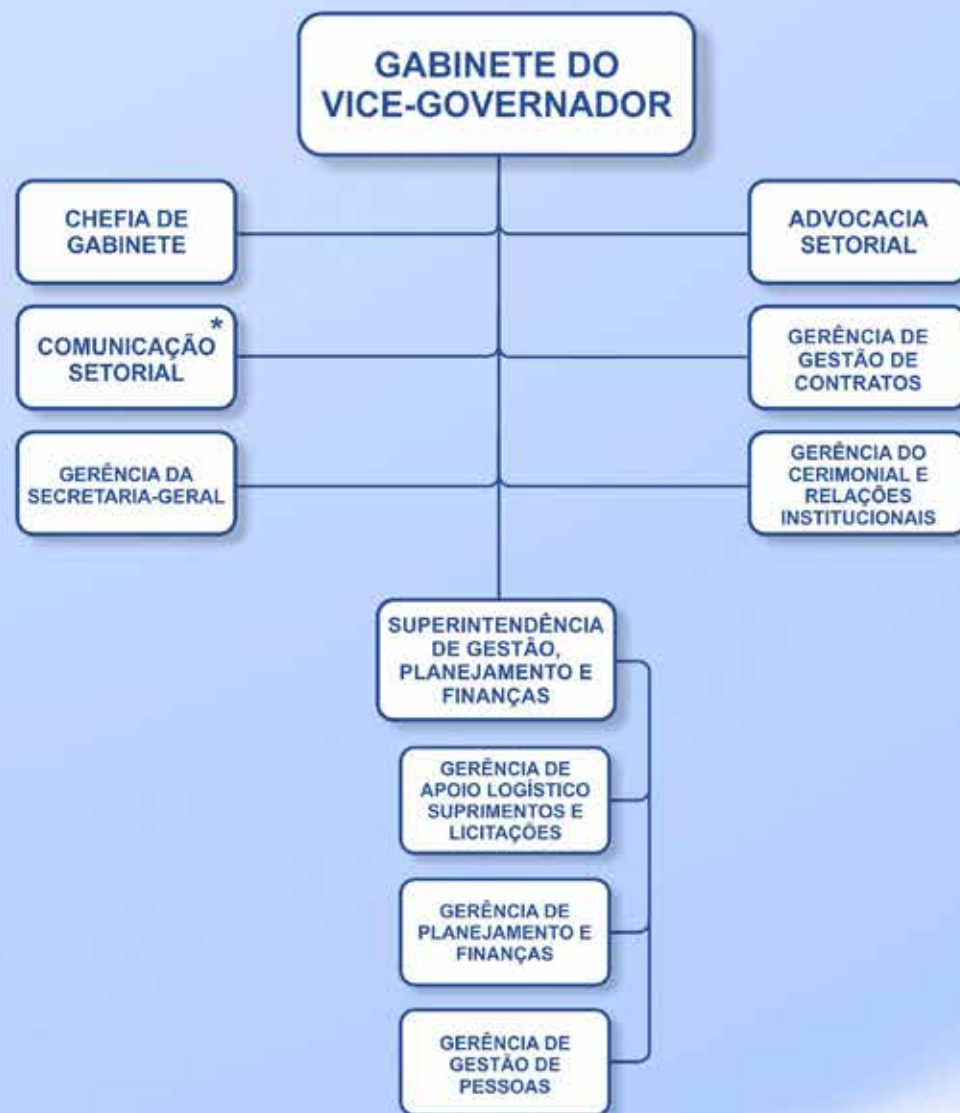 GABINETE DO
VICE-GOVERNADOR
CHEFIA DE
GABINETE
ADVOCACIA
SETORIAL
COMUNICAÇÃO *
SETORIAL
GERÊNCIA DE
GESTÃO DE
CONTRATOS
GERÊNCIA DA
SECRETARIA-GERAL
GERÊNCIA DO
CERIMONIAL E
RELAÇÕES
INSTITUCIONAIS
SUPERINTENDÊNCIA
DE GESTÃO,
PLANEJAMENTO E
FINANÇAS
GERÊNCIA DE
APOIO LOGÍSTICO
SUPRIMENTOS E
LICITAÇÕES
GERÊNCIA DE
PLANEJAMENTO E
FINANÇAS
GERÊNCIA DE
GESTÃO DE
PESSOAS